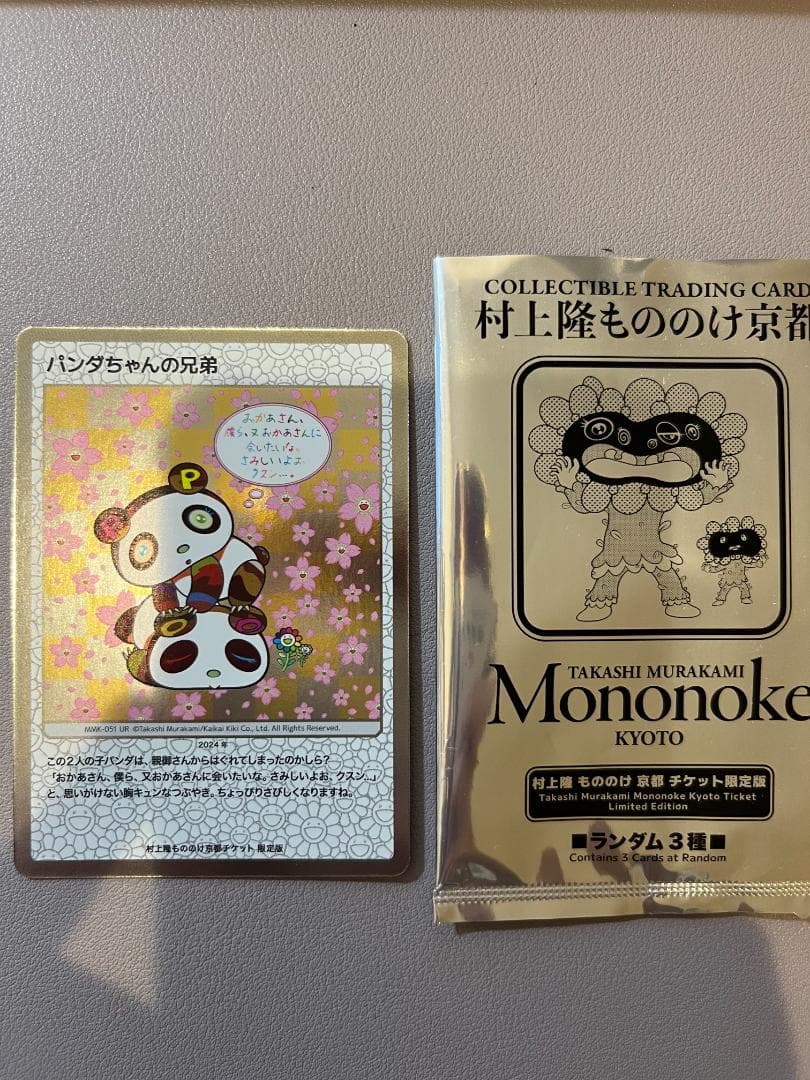 パンダちゃんの兄弟
おかあさん、
僕ら、又おかあさんに
会いたいな。
さみしいよお、
クスン…。
P
MMK-051 UR ©Takashi Murakami/Kaikai Kiki Co., Ltd. All Rights Reserved.
2024年
この2人の子パンダは、親御さんからはぐれてしまったのかしら?
「おかあさん、僕ら、又おかあさんに会いたいな。さみしいよお、クスン…」
と、思いがけない胸キュンなつぶやき。ちょっぴりさびしくなりますね。
村上隆もののけ京都チケット 限定版
COLLECTIBLE TRADING CARD
村上隆もののけ京都
TAKASHI MURAKAMI
Mononoke
KYOTO
村上隆 もののけ 京都 チケット限定版
Takashi Murakami Mononoke Kyoto Ticket
Limited Edition
■ランダム3種■
Contains 3 Cards at Random